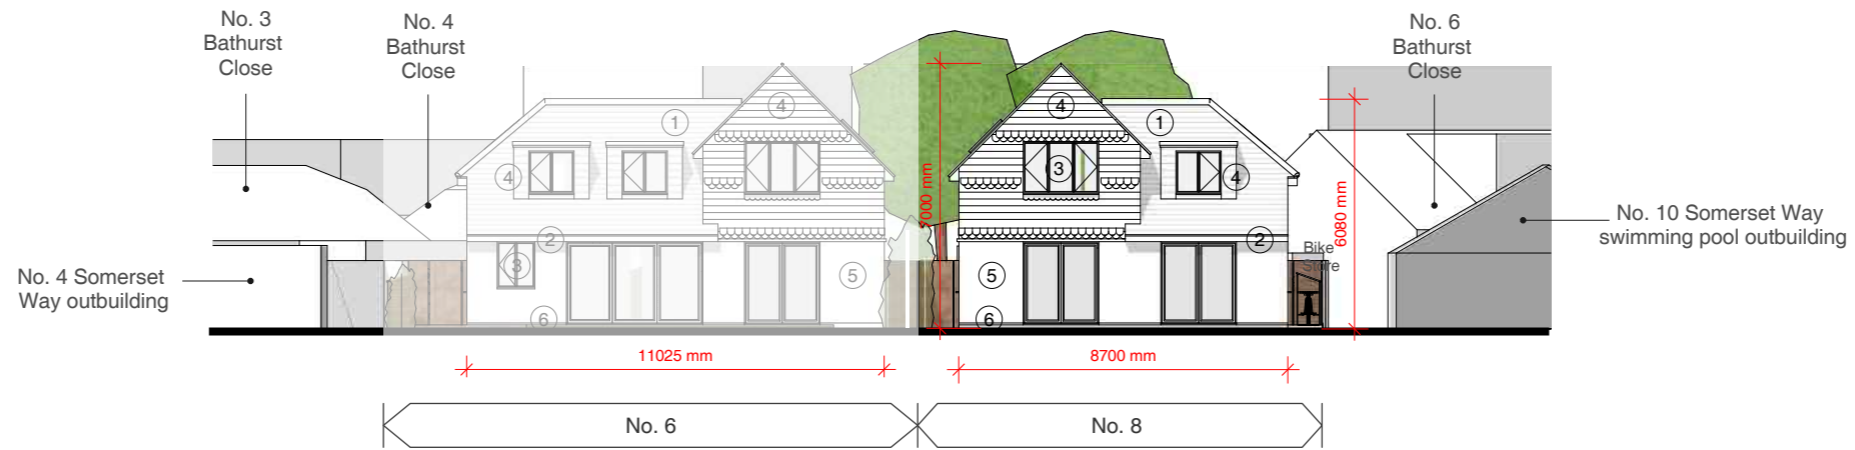 No. 3
Bathurst
Close
No. 4
Bathurst
Close
No. 6
Bathurst
Close
4
4
1
1
3
4
4
7000 mm
6080 mm
No. 10 Somerset Way
swimming pool outbuilding
2
2
Bike
Store
3
5
5
No. 4 Somerset
Way outbuilding
6
6
11025 mm
8700 mm
No. 6
No. 8